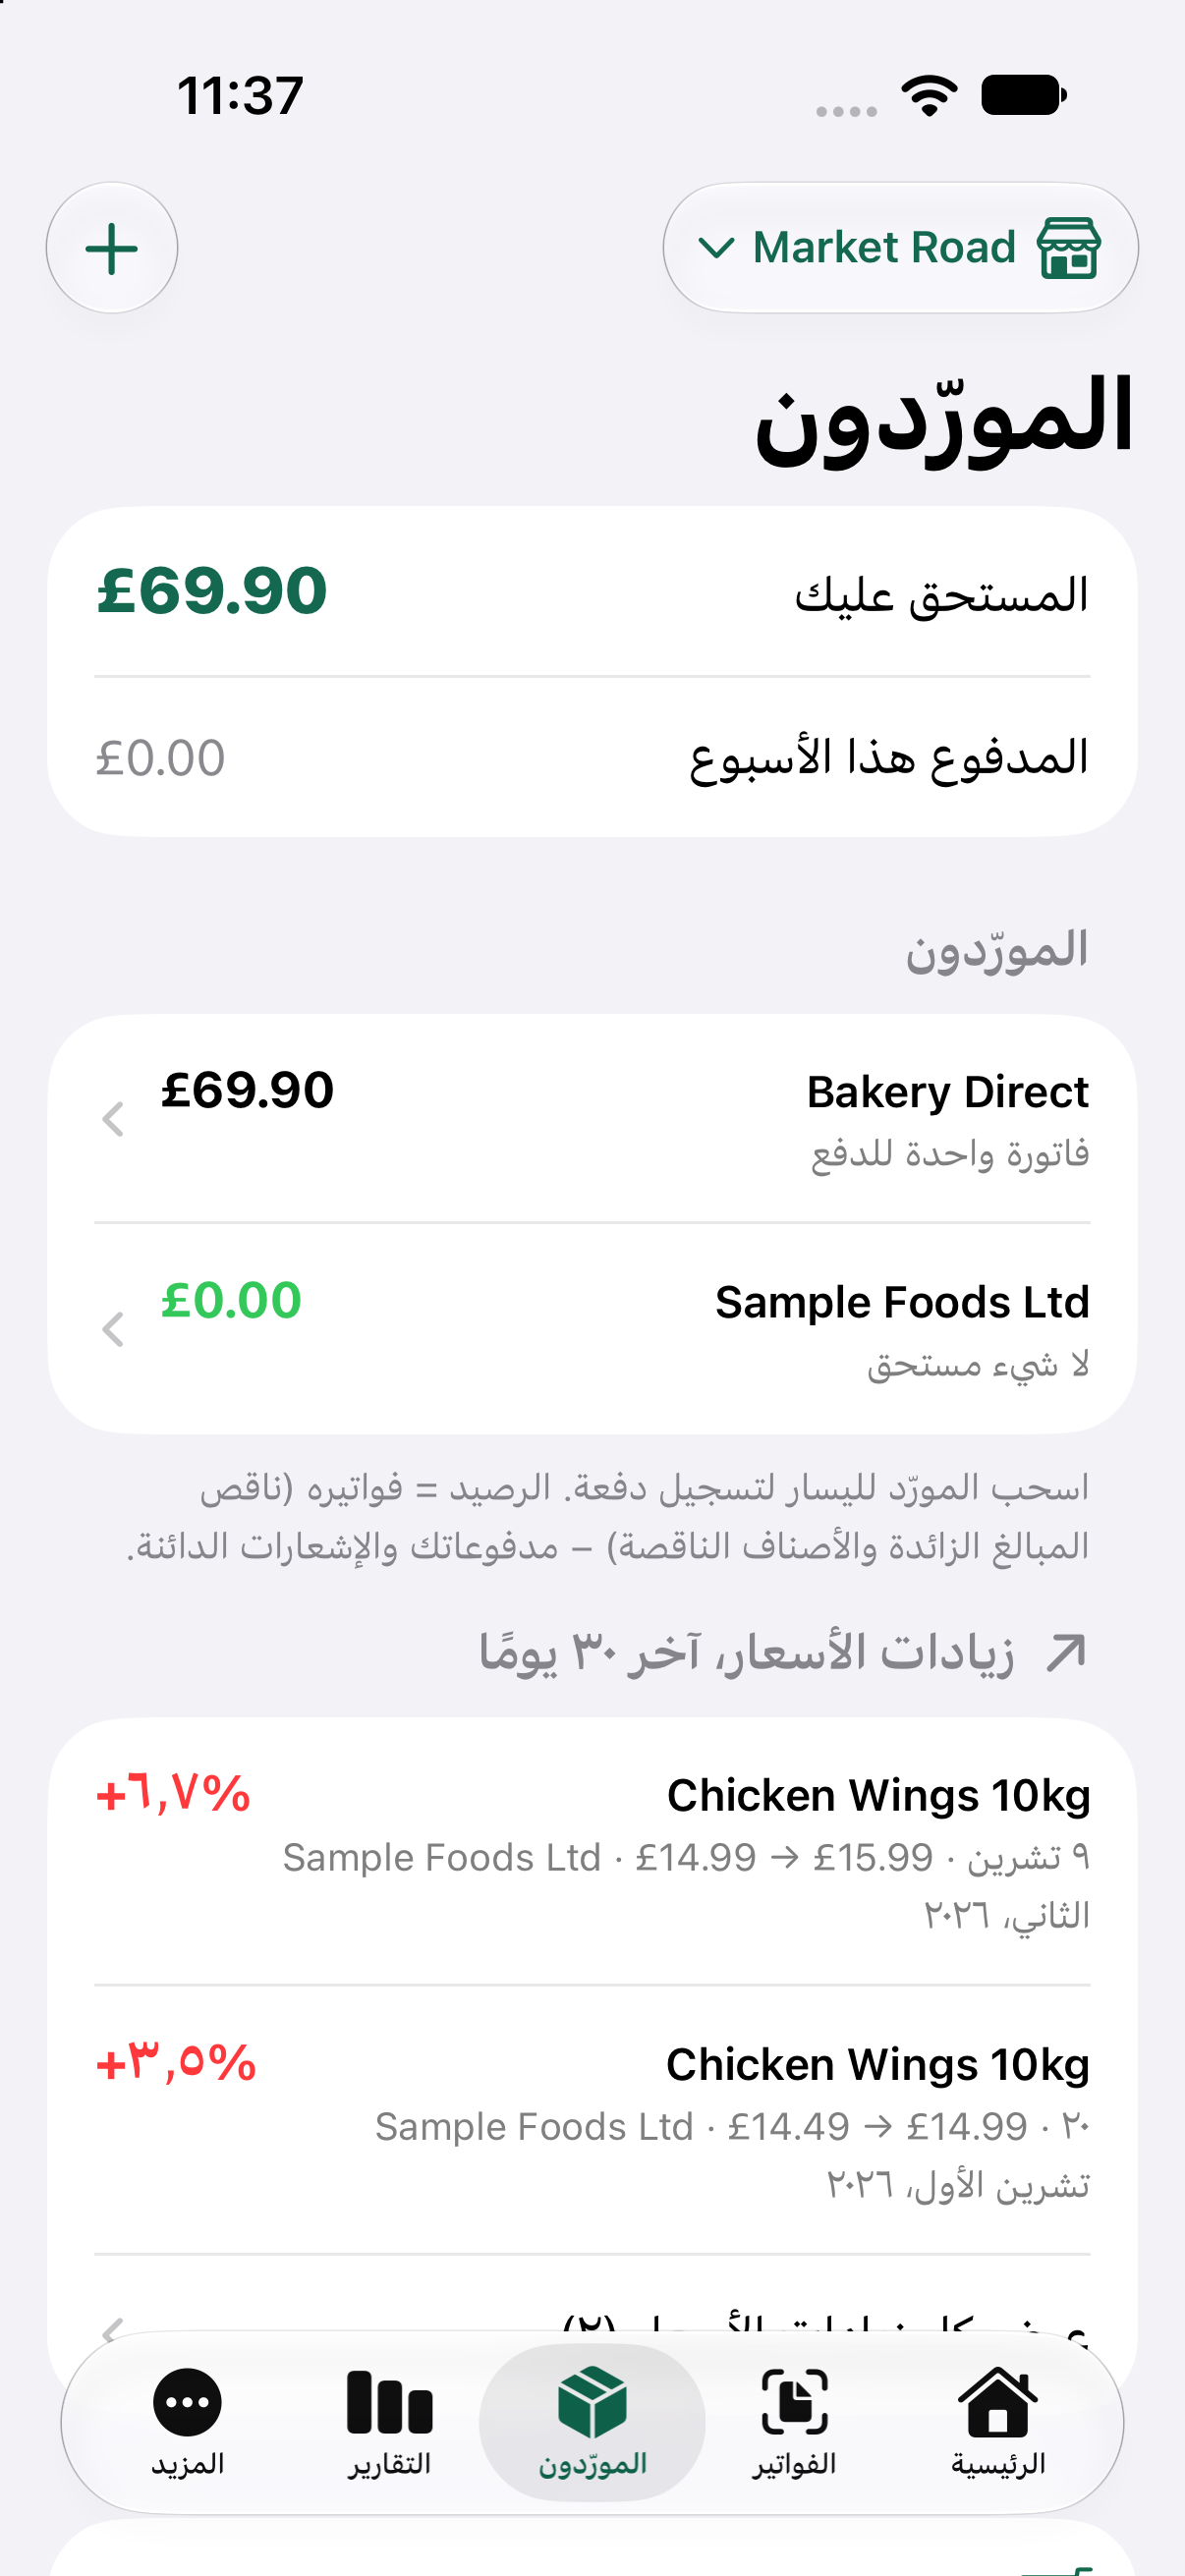 11:37
Market Road
المورّدون
المستحق عليك £69.90
المدفوع هذا الأسبوع £0.00
المورّدون
Bakery Direct £69.90
فاتورة واحدة للدفع
Sample Foods Ltd £0.00
لا شيء مستحق
اسحب المورّد لليسار لتسجيل دفعة. الرصيد = فواتيره (ناقص
المبالغ الزائدة والأصناف الناقصة) – مدفوعاتك والإشعارات الدائنة.
زيادات الأسعار، آخر ٣٠ يومًا
Chicken Wings 10kg +٦,٧%
Sample Foods Ltd · £14.99 → £15.99 · ٩ تشرين
الثاني، ٢٠٢٦
Chicken Wings 10kg +٣,٥%
Sample Foods Ltd · £14.49 → £14.99 · ٢٠
تشرين الأول، ٢٠٢٦
الرئيسية
الفواتير
المورّدون
التقارير
المزيد